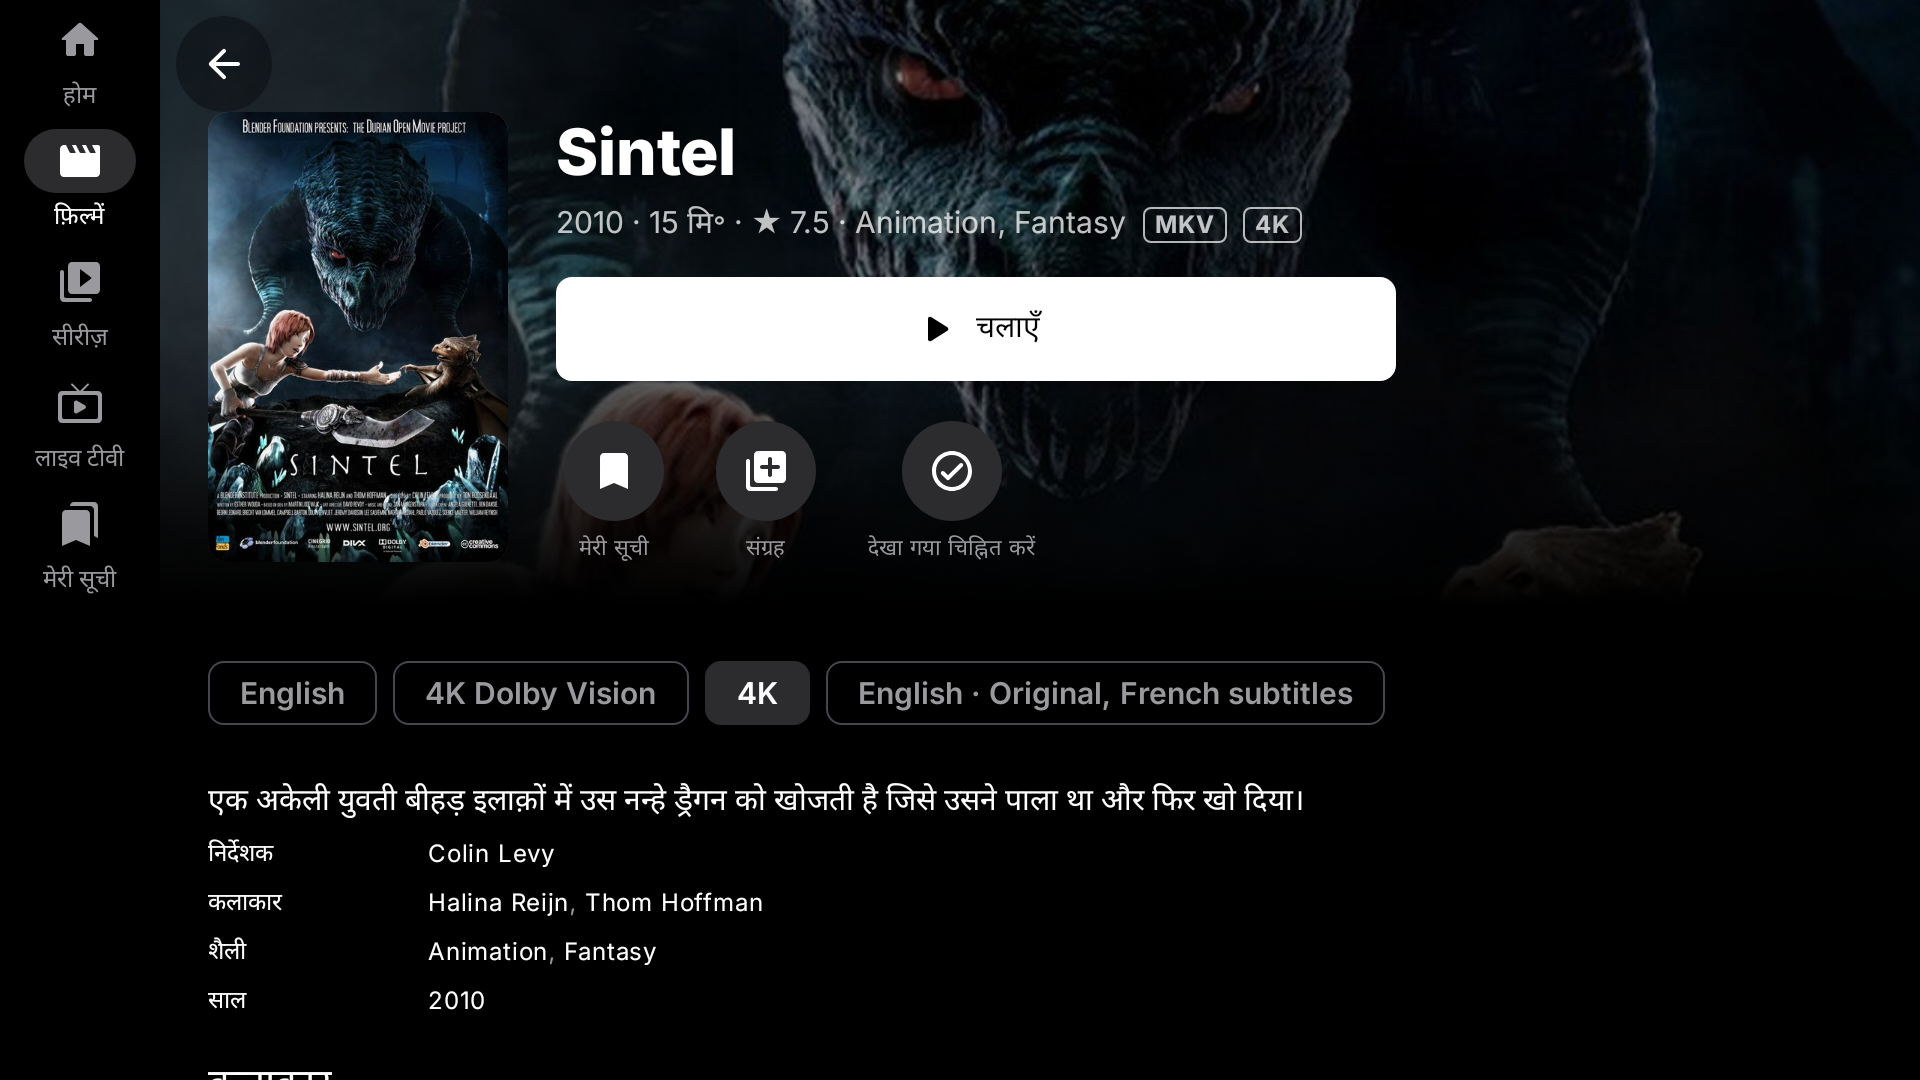 होम
फ़िल्में
सीरीज़
लाइव टीवी
मेरी सूची
BLENDER FOUNDATION PRESENTS: THE DURIAN OPEN MOVIE PROJECT
SINTEL
WWW.SINTEL.ORG
Sintel
2010 · 15 मि॰ · ★ 7.5 · Animation, Fantasy MKV 4K
चलाएँ
मेरी सूची
संग्रह
देखा गया चिह्नित करें
English
4K Dolby Vision
4K
English · Original, French subtitles
एक अकेली युवती बीहड़ इलाक़ों में उस नन्हे ड्रैगन को खोजती है जिसे उसने पाला था और फिर खो दिया।
निर्देशक Colin Levy
कलाकार Halina Reijn, Thom Hoffman
शैली Animation, Fantasy
साल 2010